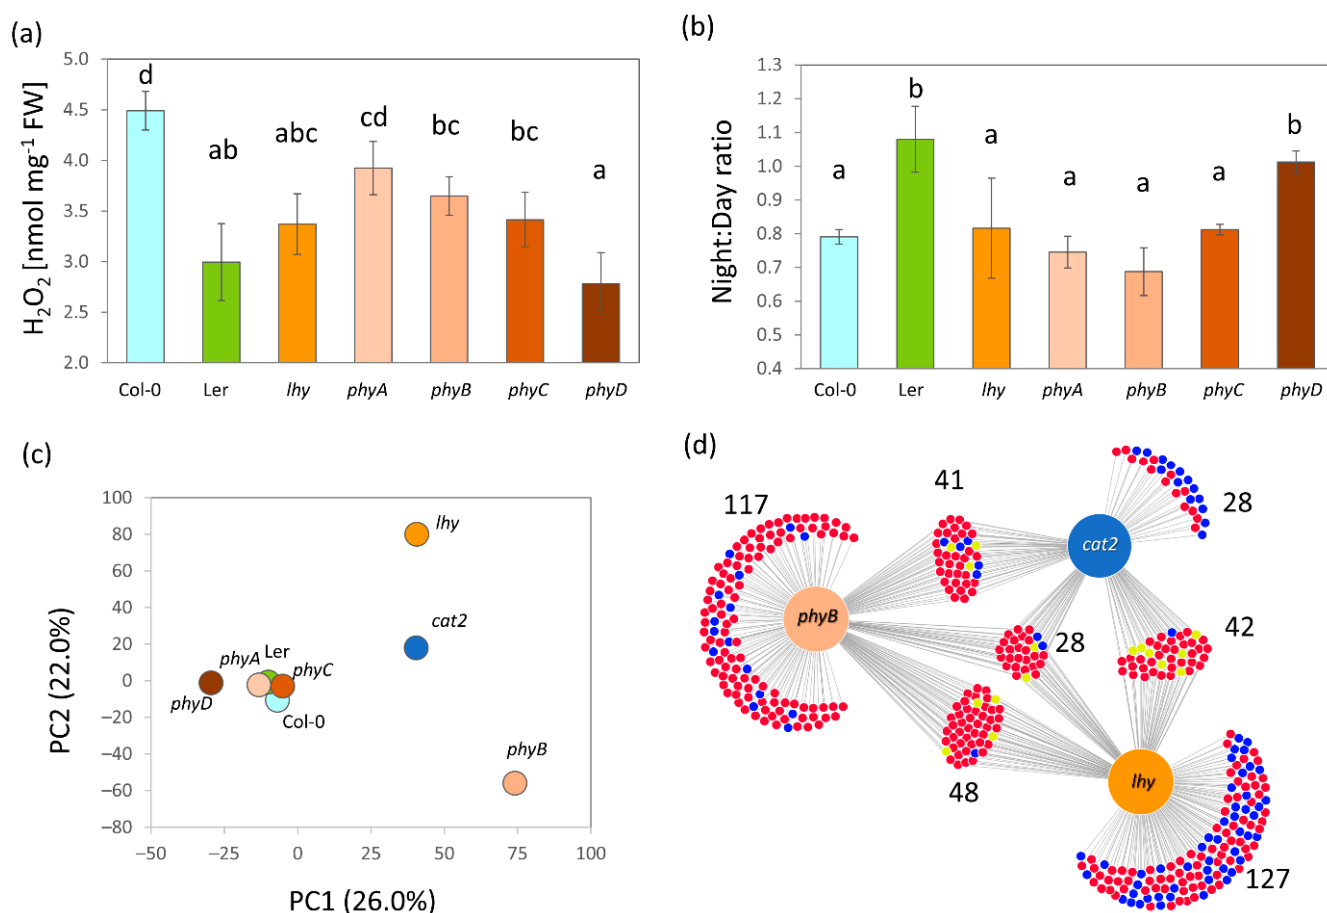 (a)
H₂O₂ [nmol mg⁻¹ FW]
5.0
4.5
4.0
3.5
3.0
2.5
2.0
d
ab
abc
cd
bc
bc
a
Col-0 Ler lhy phyA phyB phyC phyD
(b)
Night:Day ratio
1.3
1.2
1.1
1.0
0.9
0.8
0.7
0.6
0.5
0.4
a
b
a
a
a
a
b
Col-0 Ler lhy phyA phyB phyC phyD
(c)
PC2 (22.0%)
100
80
60
40
20
0
−20
−40
−60
−80
lhy
cat2
phyA
Ler
phyC
phyD
Col-0
phyB
−50 −25 0 25 50 75 100
PC1 (26.0%)
(d)
117
41
28
cat2
phyB
28
42
48
lhy
127